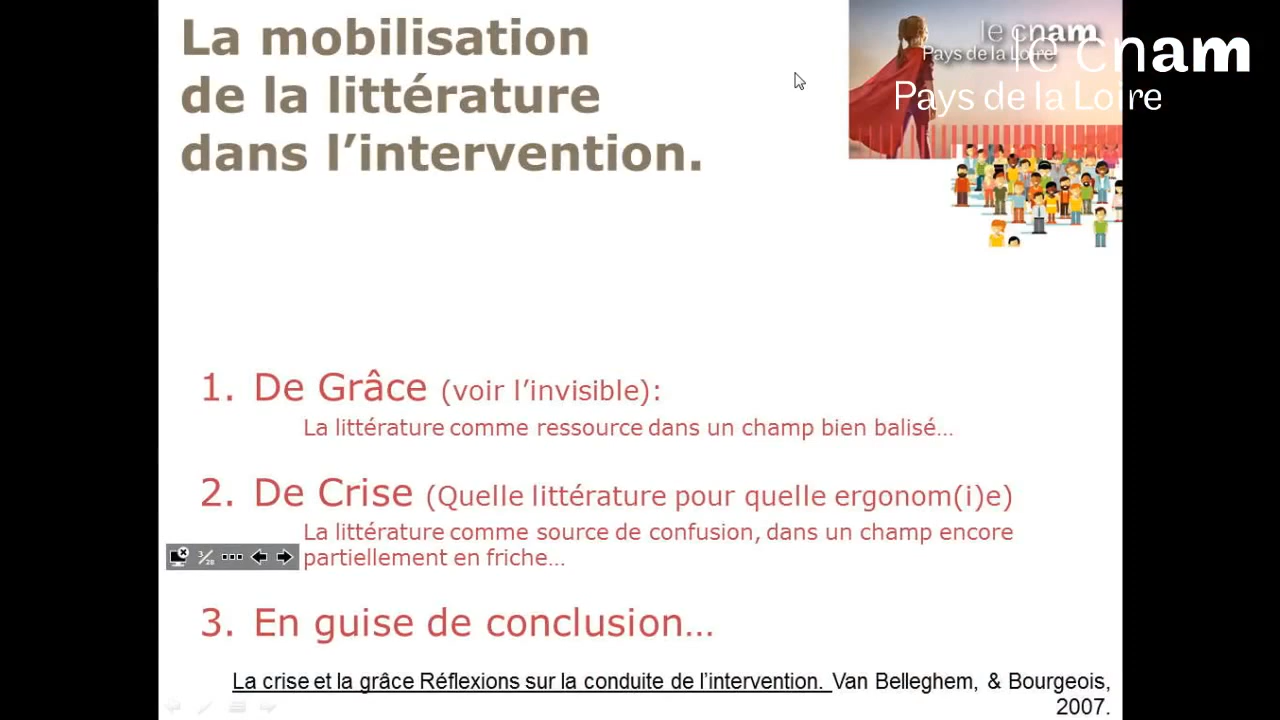 La mobilisation
de la littérature
dans l’intervention.
le cnam
Pays de la Loire
le cnam
Pays de la Loire
1. De Grâce (voir l’invisible):
La littérature comme ressource dans un champ bien balisé…
2. De Crise (Quelle littérature pour quelle ergonom(i)e)
La littérature comme source de confusion, dans un champ encore
partiellement en friche…
3/28
3. En guise de conclusion…
La crise et la grâce Réflexions sur la conduite de l’intervention. Van Belleghem, & Bourgeois,
2007.